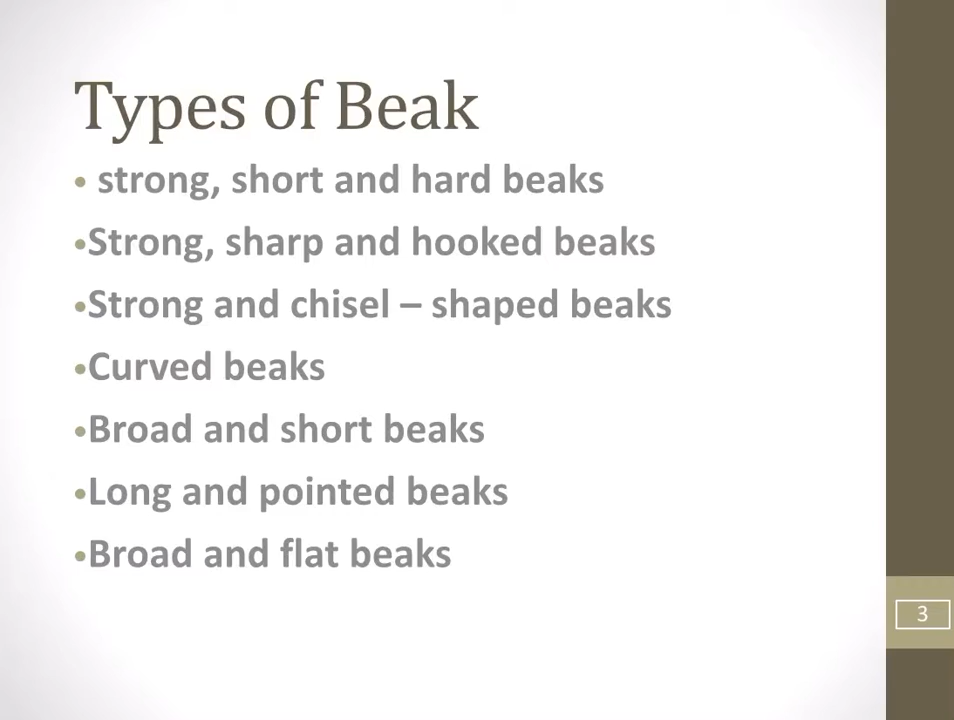 Types of Beak
• strong, short and hard beaks
•Strong, sharp and hooked beaks
•Strong and chisel – shaped beaks
•Curved beaks
•Broad and short beaks
•Long and pointed beaks
•Broad and flat beaks
3